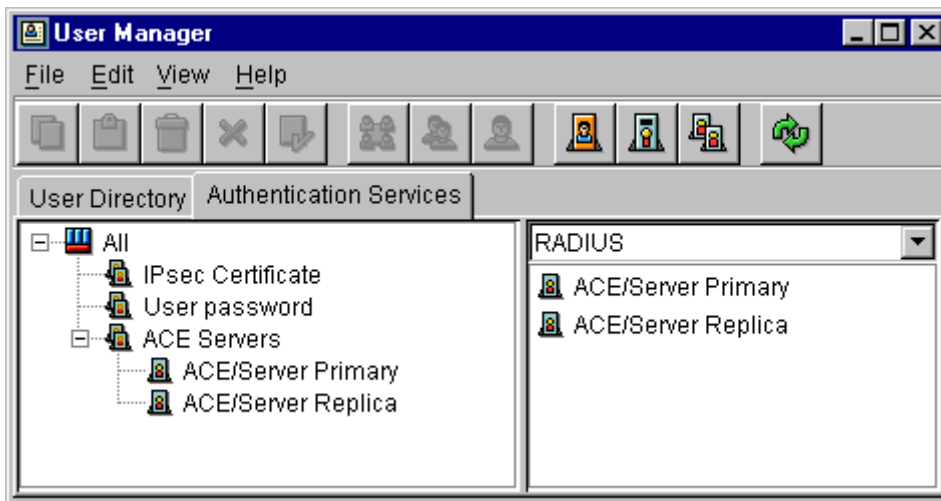 User Manager
File Edit View Help
User Directory Authentication Services
All
IPsec Certificate
User password
ACE Servers
ACE/Server Primary
ACE/Server Replica
RADIUS
ACE/Server Primary
ACE/Server Replica